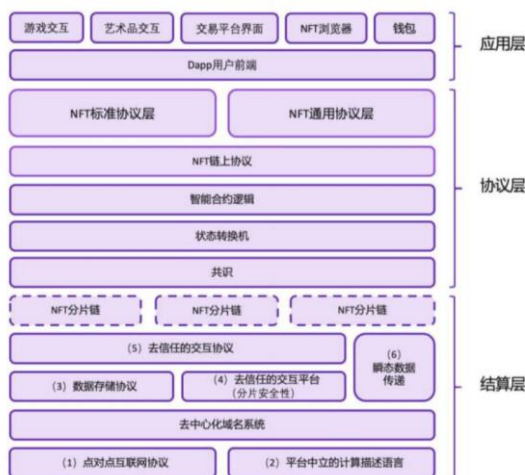 游戏交互 艺术品交互 交易平台界面 NFT浏览器 钱包
应用层
Dapp用户前端
NFT标准协议层 NFT通用协议层
NFT链上协议
协议层
智能合约逻辑
状态转换机
共识
NFT分片链 NFT分片链 NFT分片链
(5) 去信任的交互协议
(6)
瞬态数据
传递
(3) 数据存储协议
(4) 去信任的交互平台
(分片安全性)
结算层
去中心化域名系统
(1) 点对点互联网协议 (2) 平台中立的计算描述语言